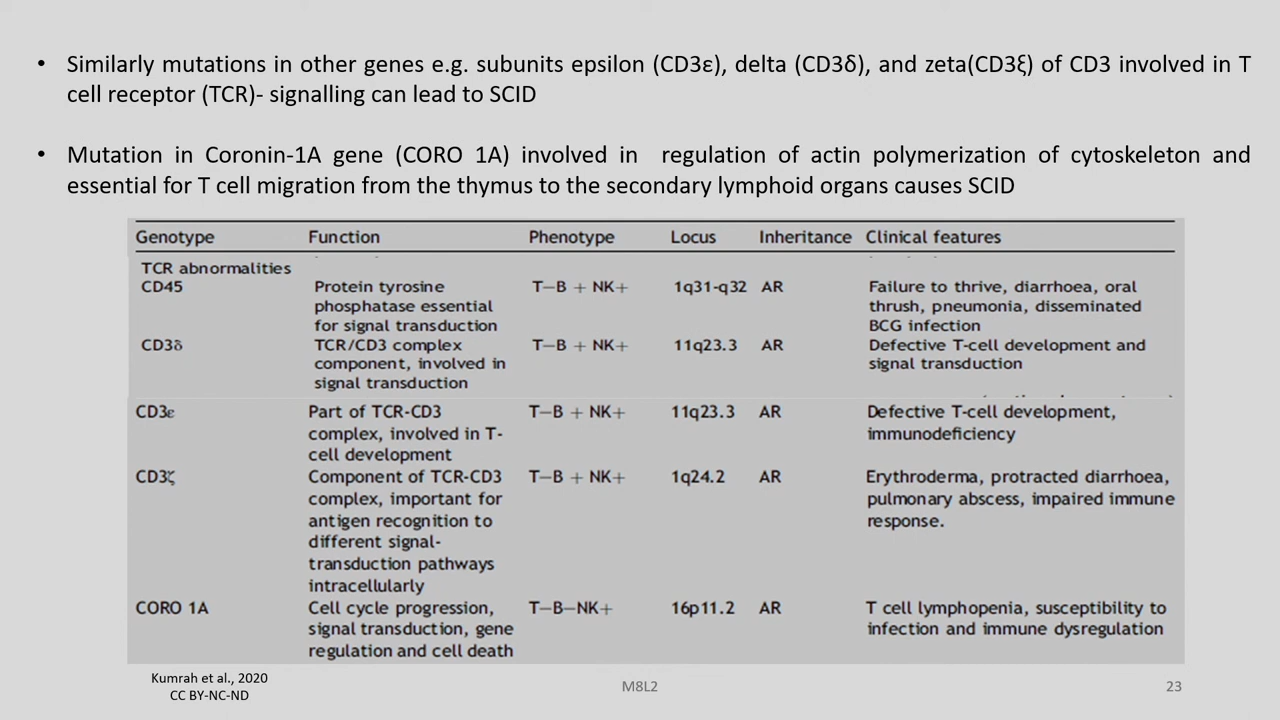 • Similarly mutations in other genes e.g. subunits epsilon (CD3ε), delta (CD3δ), and zeta(CD3ξ) of CD3 involved in T
cell receptor (TCR)- signalling can lead to SCID
• Mutation in Coronin-1A gene (CORO 1A) involved in regulation of actin polymerization of cytoskeleton and
essential for T cell migration from the thymus to the secondary lymphoid organs causes SCID
Genotype Function Phenotype Locus Inheritance Clinical features
TCR abnormalities
CD45 Protein tyrosine T−B + NK+ 1q31-q32 AR Failure to thrive, diarrhoea, oral
phosphatase essential thrush, pneumonia, disseminated
for signal transduction BCG infection
CD3δ TCR/CD3 complex T−B + NK+ 11q23.3 AR Defective T-cell development and
component, involved in signal transduction
signal transduction
CD3ε Part of TCR-CD3 T−B + NK+ 11q23.3 AR Defective T-cell development,
complex, involved in T- immunodeficiency
cell development
CD3ζ Component of TCR-CD3 T−B + NK+ 1q24.2 AR Erythroderma, protracted diarrhoea,
complex, important for pulmonary abscess, impaired immune
antigen recognition to response.
different signal-
transduction pathways
intracellularly
CORO 1A Cell cycle progression, T−B−NK+ 16p11.2 AR T cell lymphopenia, susceptibility to
signal transduction, gene infection and immune dysregulation
regulation and cell death
Kumrah et al., 2020
CC BY-NC-ND
M8L2
23